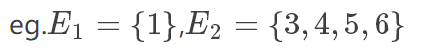 eg.E₁ = {1},E₂ = {3, 4, 5, 6}